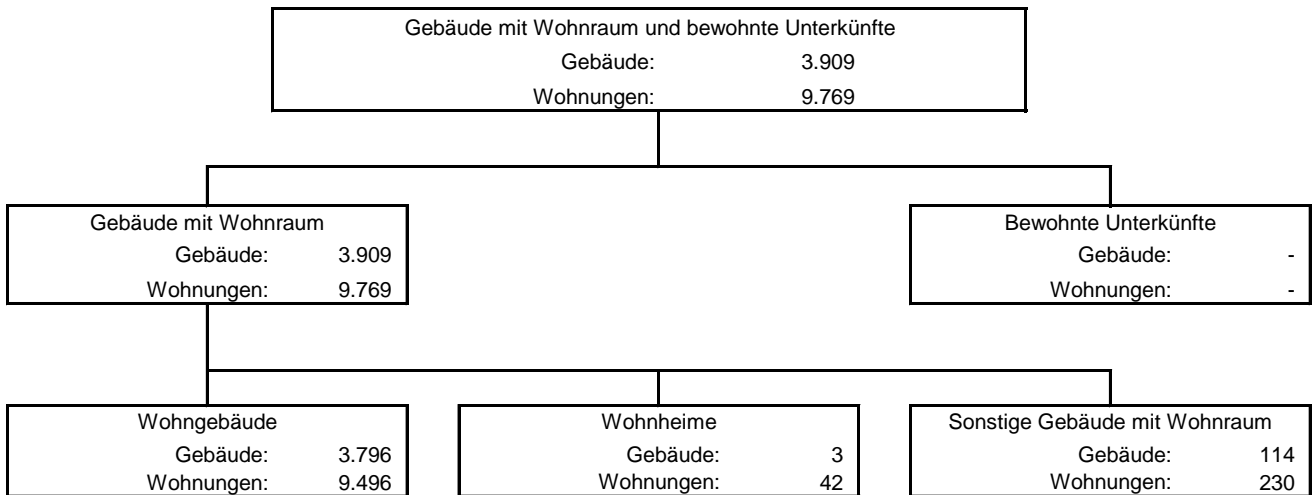 Gebäude mit Wohnraum und bewohnte Unterkünfte
Gebäude: 3.909
Wohnungen: 9.769
Gebäude mit Wohnraum
Gebäude: 3.909
Wohnungen: 9.769
Bewohnte Unterkünfte
Gebäude: -
Wohnungen: -
Wohngebäude
Gebäude: 3.796
Wohnungen: 9.496
Wohnheime
Gebäude: 3
Wohnungen: 42
Sonstige Gebäude mit Wohnraum
Gebäude: 114
Wohnungen: 230